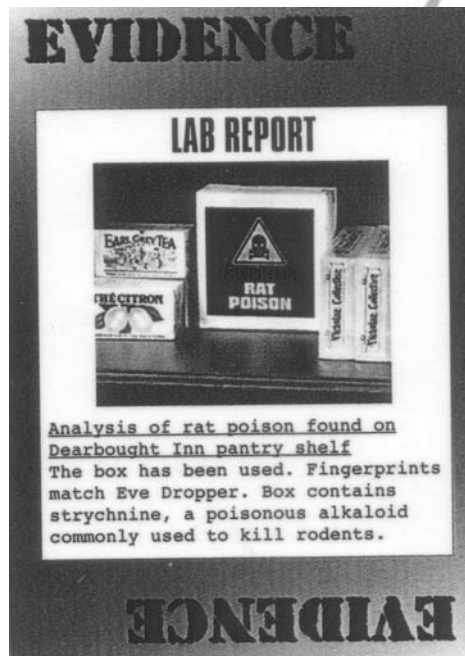 EVIDENCE
LAB REPORT
EARL GREY TEA
THÉ CITRON
RAT
POISON
Analysis of rat poison found on
Dearbought Inn pantry shelf
The box has been used. Fingerprints
match Eve Dropper. Box contains
strychnine, a poisonous alkaloid
commonly used to kill rodents.
EVIDENCE